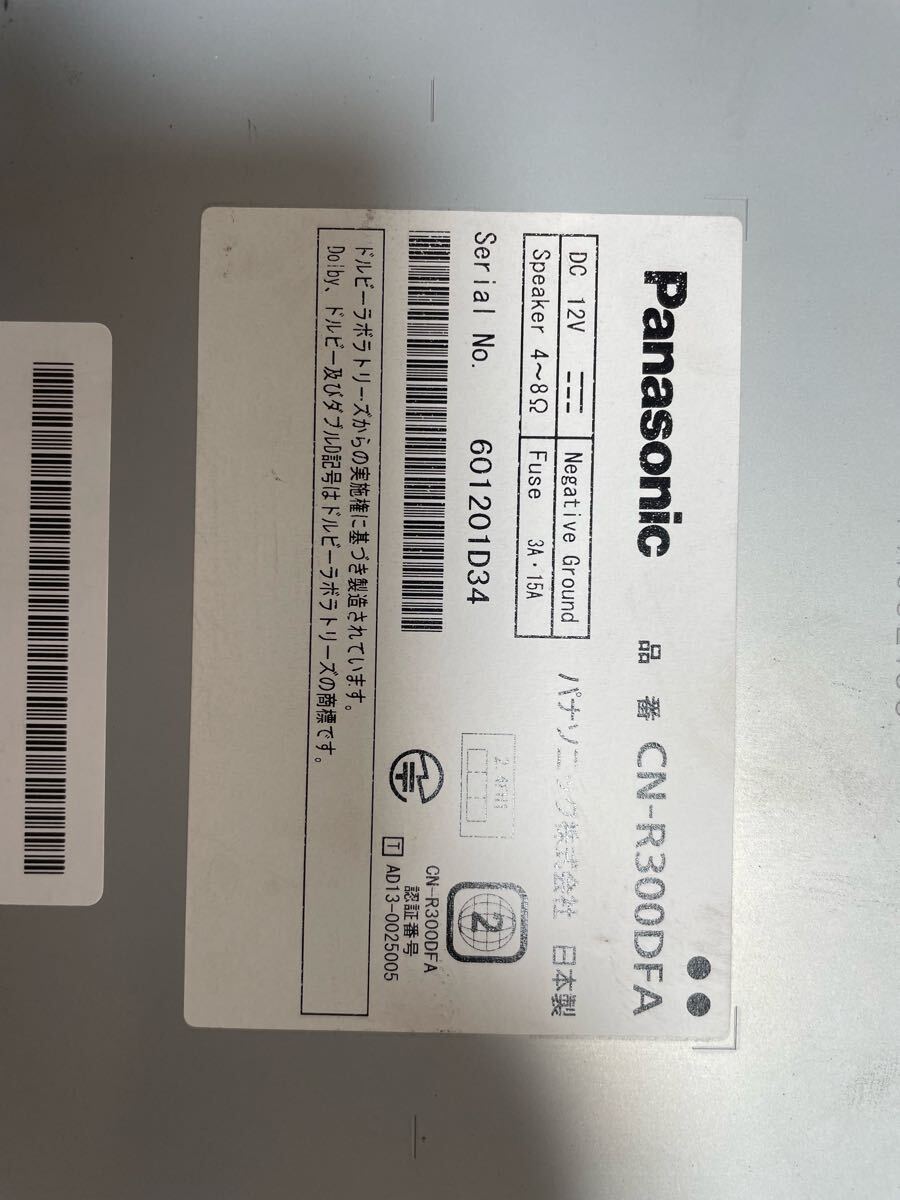 Panasonic 品番 CN-R300DFA
DC 12V Negative Ground
Speaker 4~8Ω Fuse 3A・15A
パナソニック株式会社 日本製
Serial No. 601201D34
2.4FH1
2
CN-R300DFA
認証番号
T AD13-0025005
ドルビーラボラトリーズからの実施権に基づき製造されています。
Dolby、ドルビー及びダブルD記号はドルビーラボラトリーズの商標です。